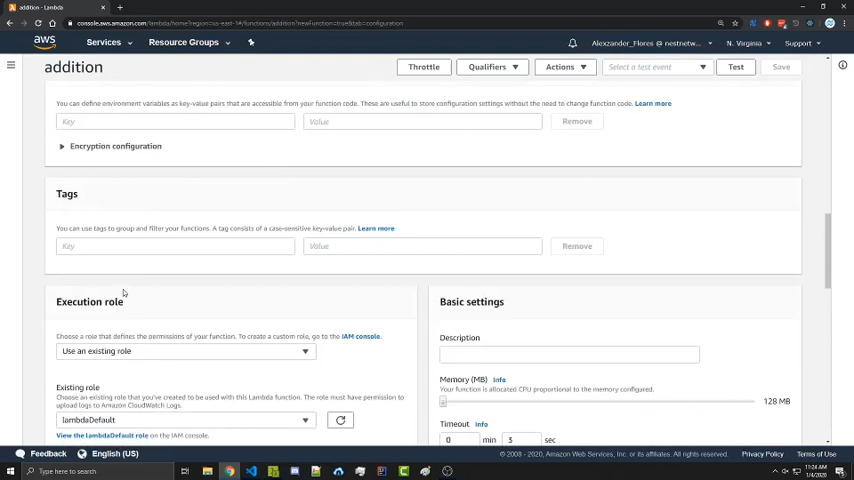 addition - Lambda
console.aws.amazon.com/lambda/home?region=us-east-1#/functions/addition?newFunction=true&tab=configuration
aws
Services
Resource Groups
Alexzander_Flores @ nestnetw...
N. Virginia
Support
addition
Throttle
Qualifiers
Actions
Select a test event
Test
Save
You can define environment variables as key-value pairs that are accessible from your function code. These are useful to store configuration settings without the need to change function code. Learn more
Key
Value
Remove
Encryption configuration
Tags
You can use tags to group and filter your functions. A tag consists of a case-sensitive key-value pair. Learn more
Key
Value
Remove
Execution role
Choose a role that defines the permissions of your function. To create a custom role, go to the IAM console.
Use an existing role
Existing role
Choose an existing role that you've created to be used with this Lambda function. The role must have permission to
upload logs to Amazon CloudWatch Logs.
lambdaDefault
View the lambdaDefault role on the IAM console.
Basic settings
Description
Memory (MB) Info
Your function is allocated CPU proportional to the memory configured.
128 MB
Timeout Info
0 min 3 sec
Feedback
English (US)
© 2008 - 2020, Amazon Web Services, Inc. or its affiliates. All rights reserved.
Privacy Policy
Terms of Use
Type here to search
11:24 AM
1/4/2020